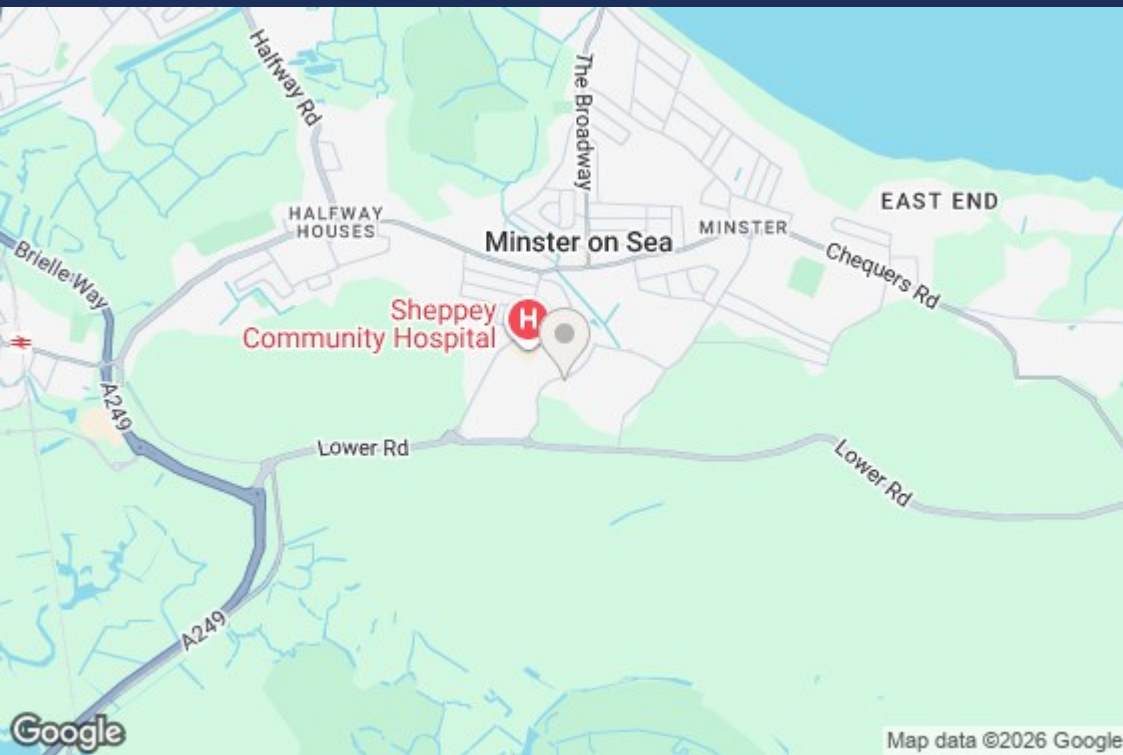 Halfway Rd
The Broadway
HALFWAY
HOUSES
EAST END
MINSTER
Minster on Sea
Chequers Rd
Brielle Way
Sheppey
Community Hospital
H
A249
Lower Rd
Lower Rd
A249
Google
Map data ©2026 Google